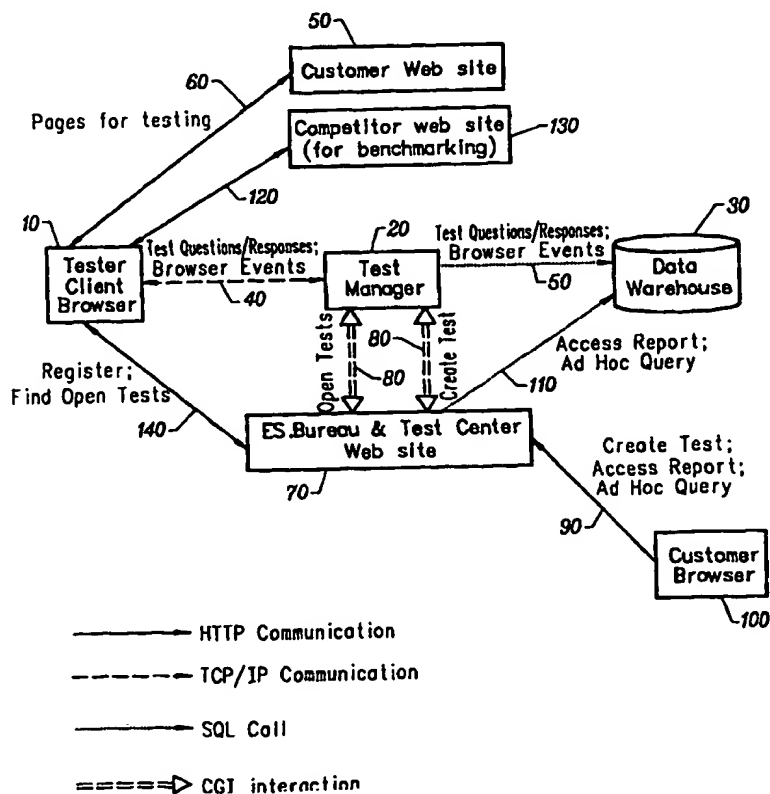 50
Customer Web site
60
Pages for testing
Competitor web site
(for benchmarking)
130
120
10
Tester
Client
Browser
Test Questions/Responses;
Browser Events
40
20
Test
Manager
Test Questions/Responses;
Browser Events
50
30
Data
Warehouse
Open Tests
80
80
Create Test
Access Report;
Ad Hoc Query
110
Register;
Find Open Tests
140
ES.Bureau & Test Center
Web site
70
Create Test;
Access Report;
Ad Hoc Query
90
Customer
Browser
100
HTTP Communication
TCP/IP Communication
SQL Call
CGI interaction